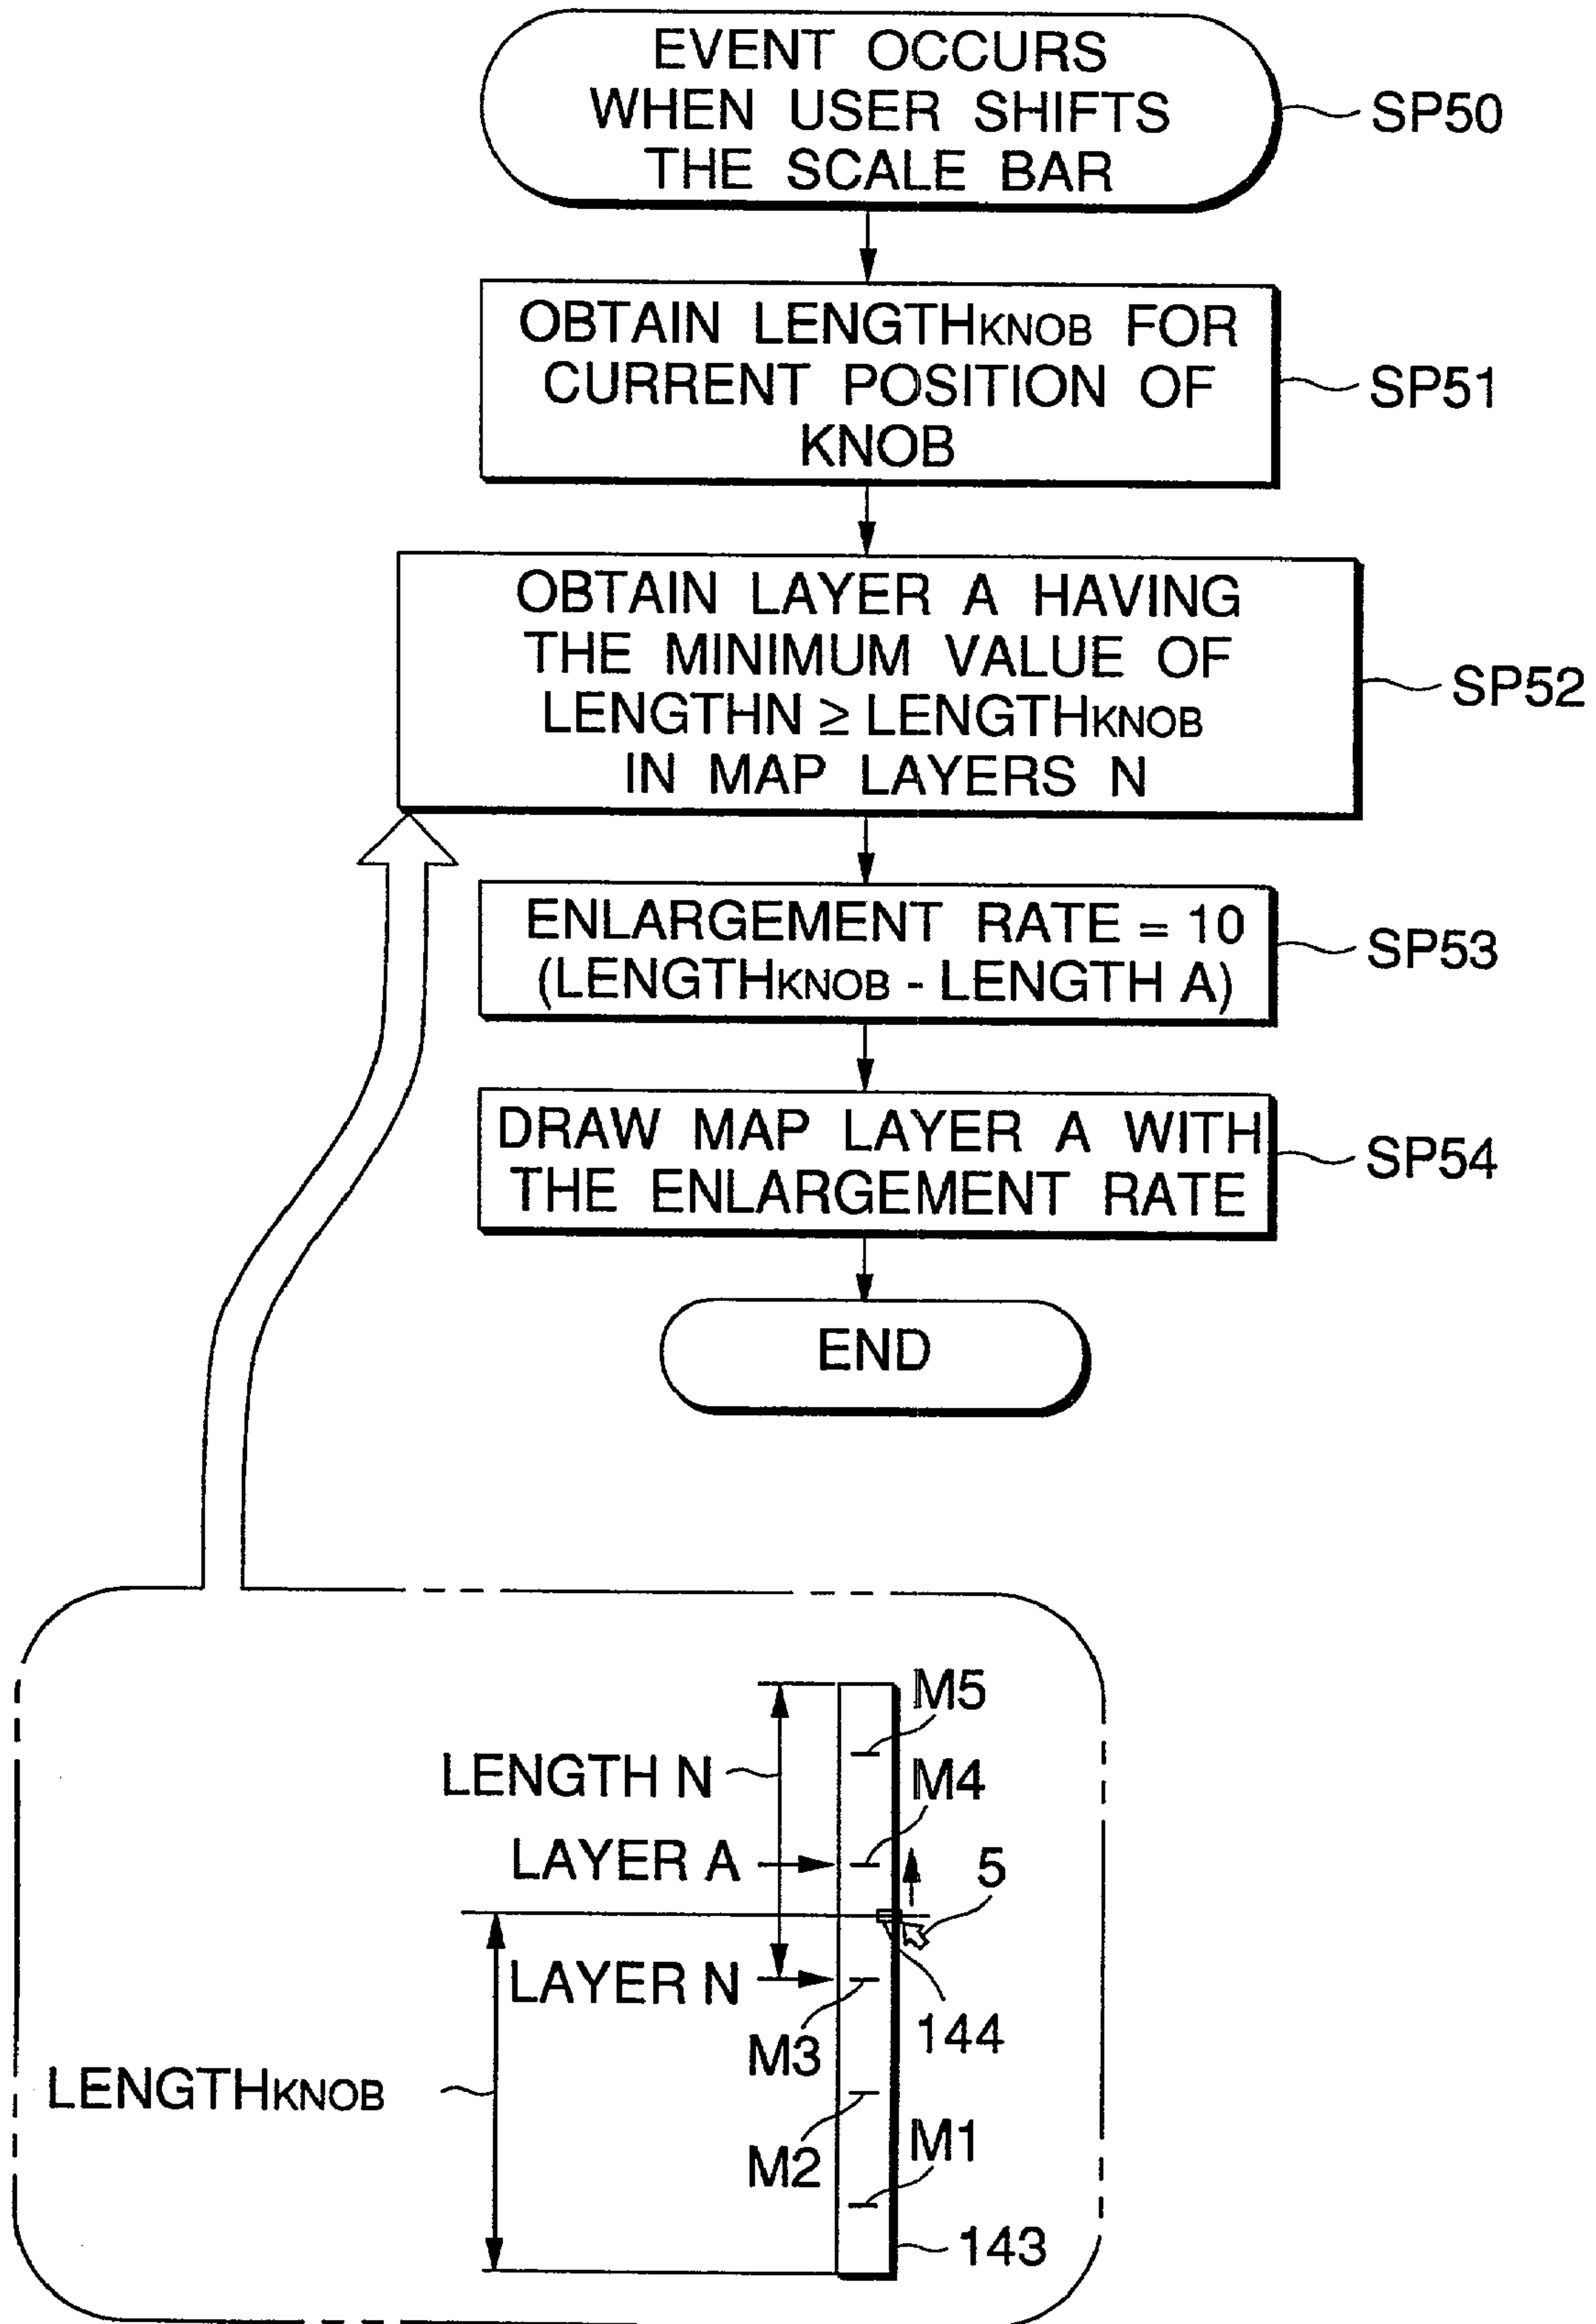 EVENT OCCURS
WHEN USER SHIFTS
THE SCALE BAR
SP50
OBTAIN LENGTHKNOB FOR
CURRENT POSITION OF
KNOB
SP51
OBTAIN LAYER A HAVING
THE MINIMUM VALUE OF
LENGTHN ≥ LENGTHKNOB
IN MAP LAYERS N
SP52
ENLARGEMENT RATE = 10
(LENGTHKNOB - LENGTH A)
SP53
DRAW MAP LAYER A WITH
THE ENLARGEMENT RATE
SP54
END
M5
LENGTH N
M4
LAYER A
5
LAYER N
144
M3
LENGTHKNOB
M1
M2
143